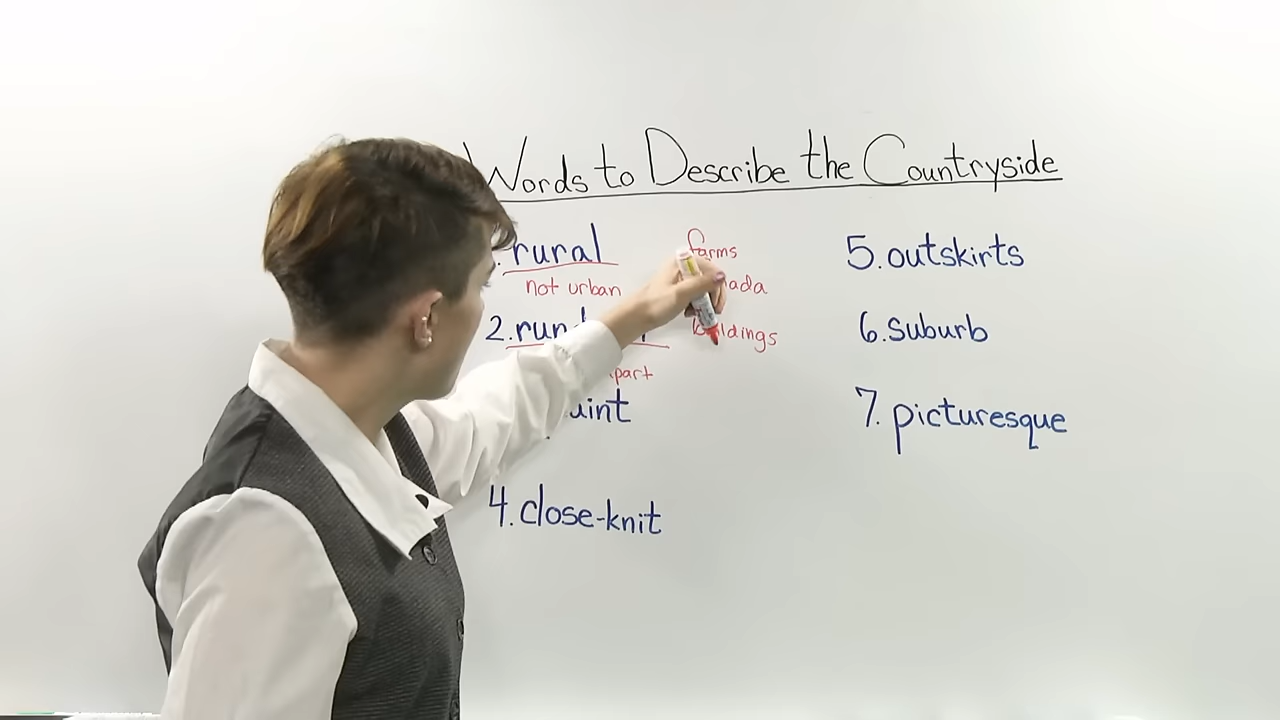 Words to Describe the Countryside
rural
not urban
farms
buildings
2. run
part
4. close-knit
5. outskirts
6. suburb
7. picturesque